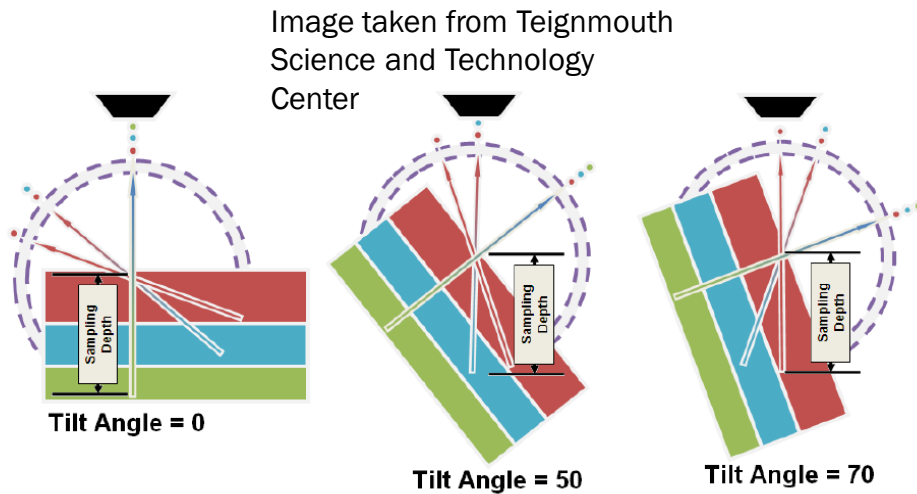 Image taken from Teignmouth
Science and Technology
Center
Sampling
Depth
Tilt Angle = 0
Sampling
Depth
Tilt Angle = 50
Sampling
Depth
Tilt Angle = 70